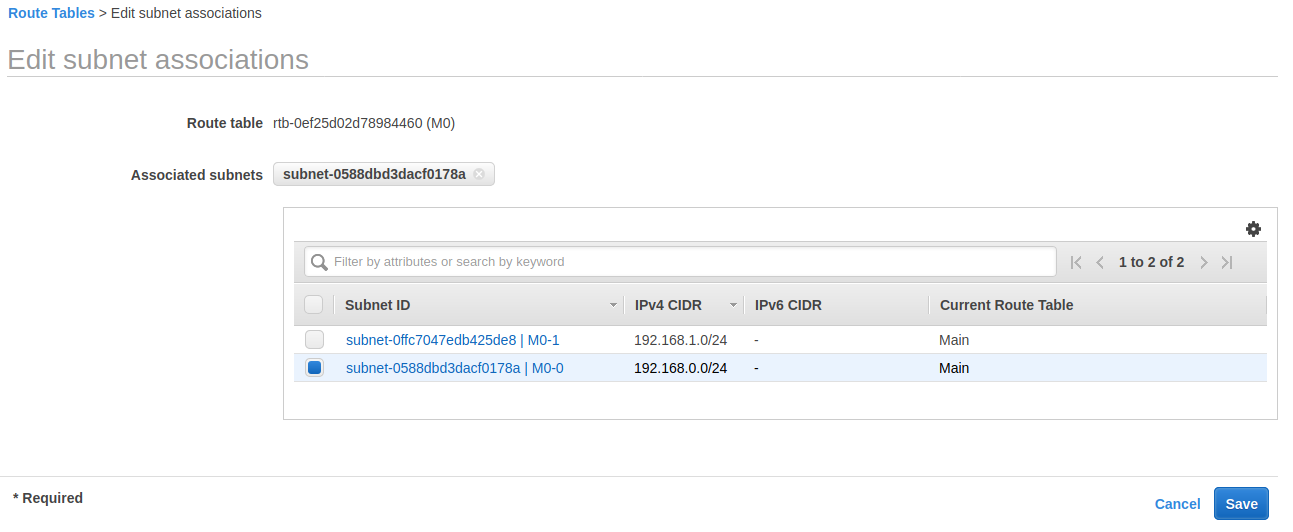 Route Tables > Edit subnet associations
Edit subnet associations
Route table rtb-0ef25d02d78984460 (M0)
Associated subnets subnet-0588dbd3dacf0178a
Filter by attributes or search by keyword 1 to 2 of 2
Subnet ID IPv4 CIDR IPv6 CIDR Current Route Table
subnet-0ffc7047edb425de8 | M0-1 192.168.1.0/24 - Main
subnet-0588dbd3dacf0178a | M0-0 192.168.0.0/24 - Main
* Required
Cancel Save